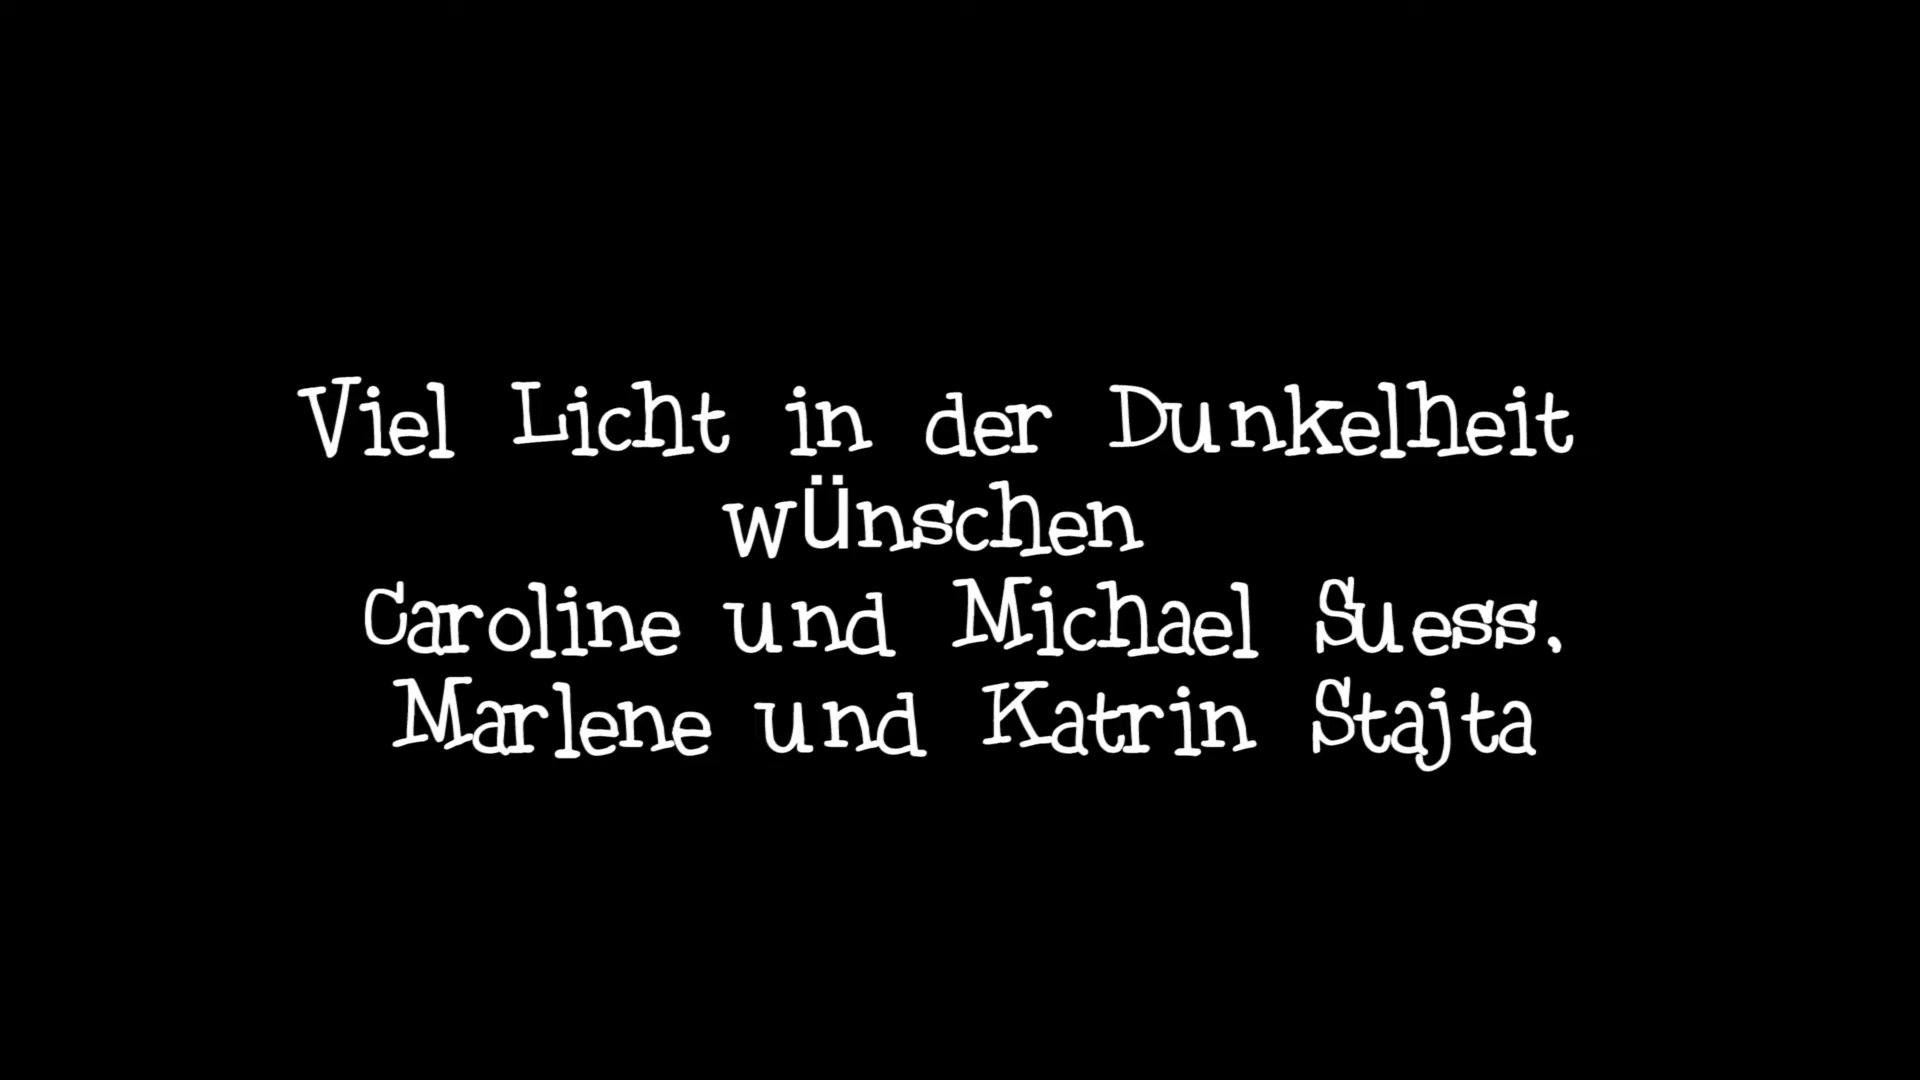 Viel Licht in der Dunkelheit
wünschen
Caroline und Michael Suess,
Marlene und Katrin Stajta